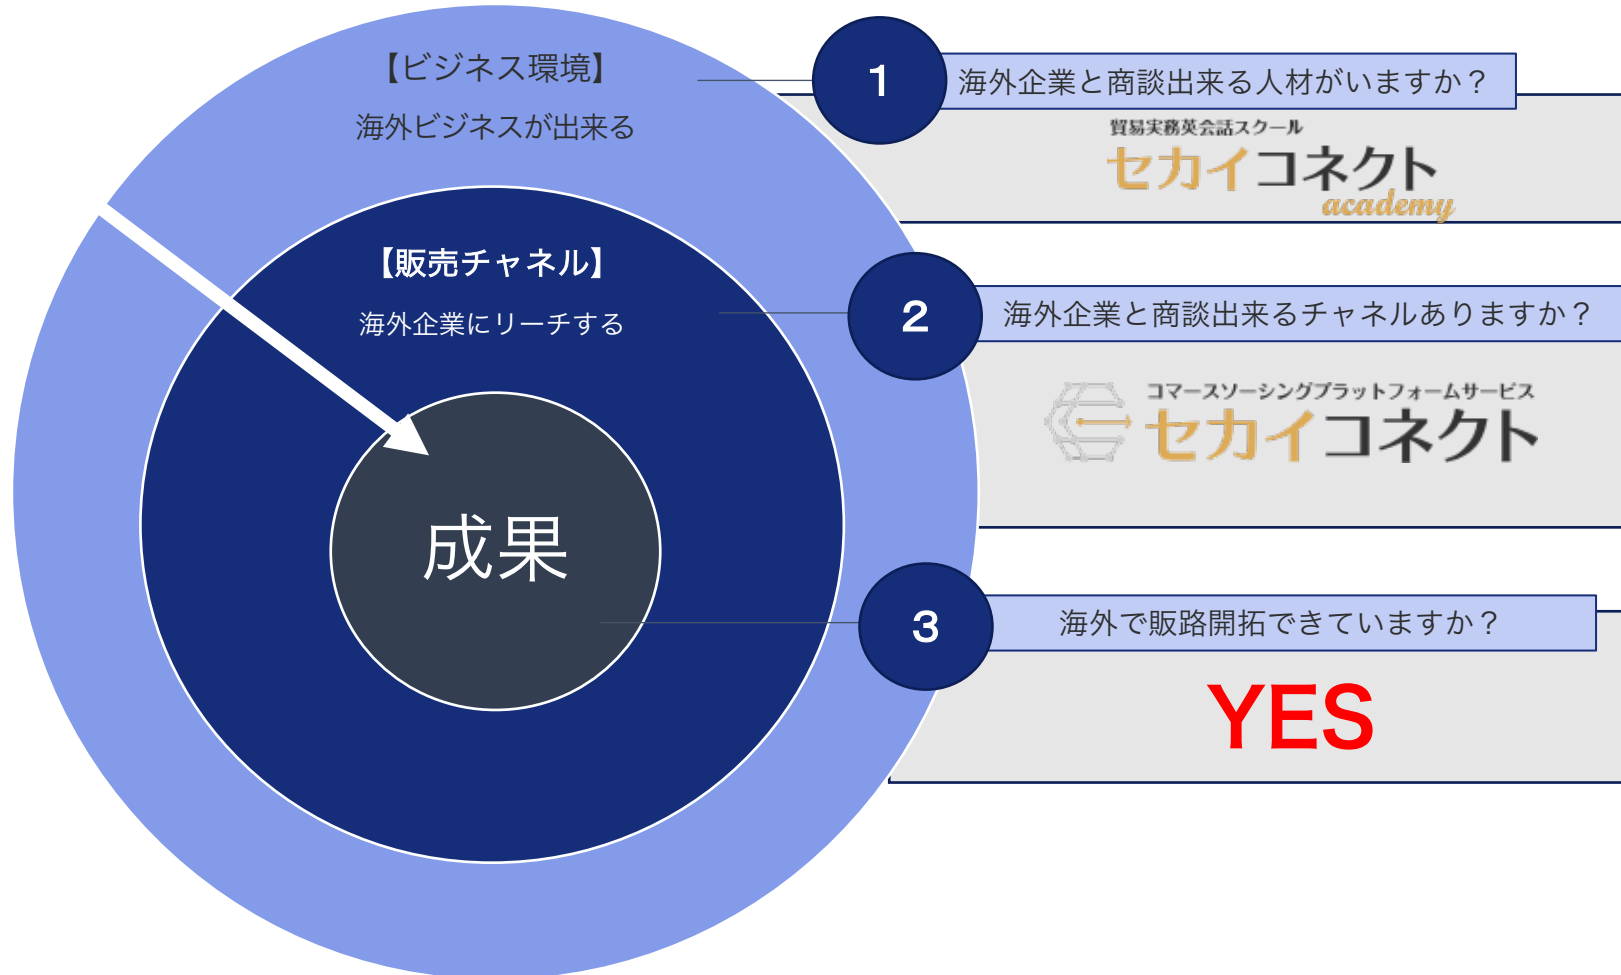 【ビジネス環境】
海外ビジネスが出来る
【販売チャネル】
海外企業にリーチする
成果
1
海外企業と商談出来る人材がいますか？
貿易実務英会話スクール
セカイコネクト
academy
2
海外企業と商談出来るチャネルありますか？
コマースソーシングプラットフォームサービス
セカイコネクト
3
海外で販路開拓できていますか？
YES